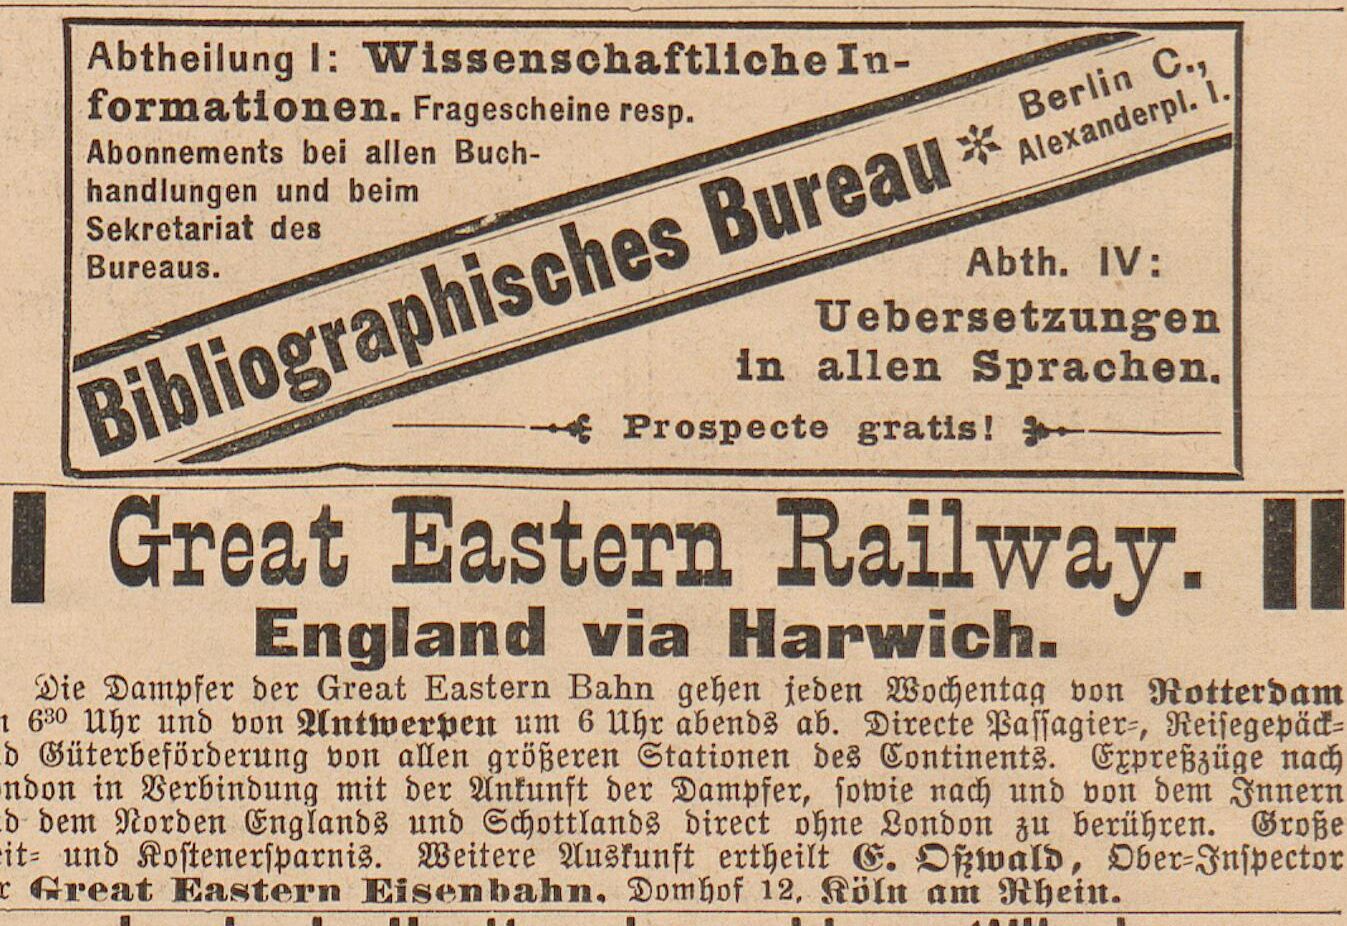 Abtheilung I: Wissenschaftliche In-
formationen. Fragescheine resp.
Abonnements bei allen Buch-
handlungen und beim
Sekretariat des
Bureaus.
Bibliographisches Bureau
Berlin C.,
Alexanderpl. 1.
Abth. IV:
Uebersetzungen
in allen Sprachen.
Prospecte gratis!
Great Eastern Railway.
England via Harwich.
Die Dampfer der Great Eastern Bahn gehen jeden Wochentag von Rotterdam
6³⁰ Uhr und von Antwerpen um 6 Uhr abends ab. Directe Passagier-, Reisegepäck-
Güterbeförderung von allen größeren Stationen des Continents. Expreßzüge nach
ndon in Verbindung mit der Ankunft der Dampfer, sowie nach und von dem Innern
d dem Norden Englands und Schottlands direct ohne London zu berühren. Große
eit- und Kostenersparnis. Weitere Auskunft ertheilt E. Oßwald, Ober-Inspector
r Great Eastern Eisenbahn, Domhof 12, Köln am Rhein.